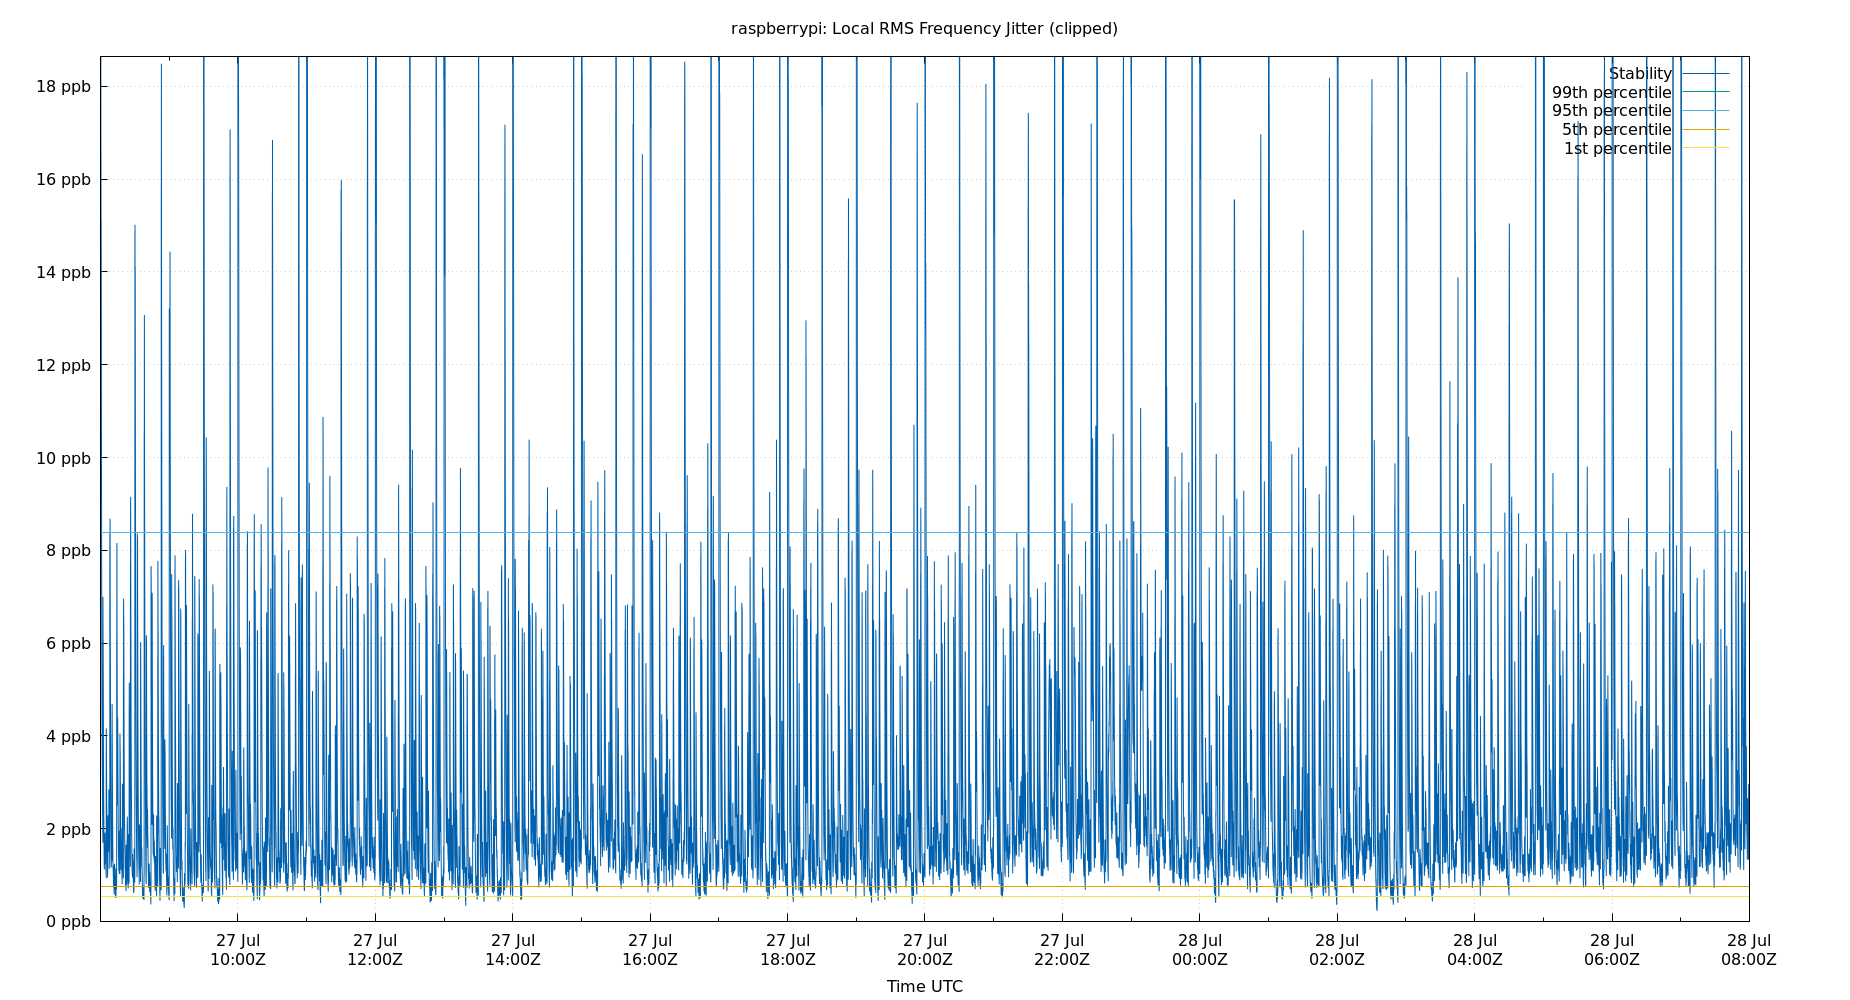 raspberrypi: Local RMS Frequency Jitter (clipped)
Stability
99th percentile
95th percentile
5th percentile
1st percentile
18 ppb
16 ppb
14 ppb
12 ppb
10 ppb
8 ppb
6 ppb
4 ppb
2 ppb
0 ppb
27 Jul 27 Jul 27 Jul 27 Jul 27 Jul 27 Jul 27 Jul 28 Jul 28 Jul 28 Jul 28 Jul 28 Jul
10:00Z 12:00Z 14:00Z 16:00Z 18:00Z 20:00Z 22:00Z 00:00Z 02:00Z 04:00Z 06:00Z 08:00Z
Time UTC